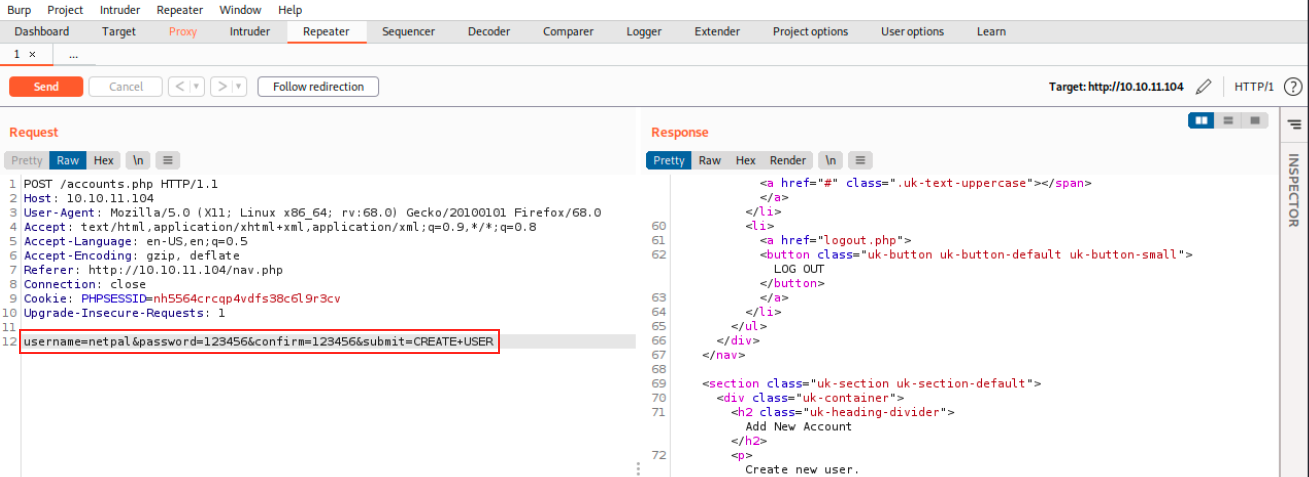 Burp Project Intruder Repeater Window Help
Dashboard Target Proxy Intruder Repeater Sequencer Decoder Comparer Logger Extender Project options User options Learn
1 × ...
Send Cancel < > Follow redirection Target: http://10.10.11.104 HTTP/1 ?
Request
Pretty Raw Hex \n
1 POST /accounts.php HTTP/1.1
2 Host: 10.10.11.104
3 User-Agent: Mozilla/5.0 (X11; Linux x86_64; rv:68.0) Gecko/20100101 Firefox/68.0
4 Accept: text/html,application/xhtml+xml,application/xml;q=0.9,*/*;q=0.8
5 Accept-Language: en-US,en;q=0.5
6 Accept-Encoding: gzip, deflate
7 Referer: http://10.10.11.104/nav.php
8 Connection: close
9 Cookie: PHPSESSID=nh5564crcqp4vdfs38c6l9r3cv
10 Upgrade-Insecure-Requests: 1
11
12 username=netpal&password=123456&confirm=123456&submit=CREATE+USER
Response
Pretty Raw Hex Render \n
<a href="#" class=".uk-text-uppercase"></span>
</a>
</li>
60 <li>
61 <a href="logout.php">
62 <button class="uk-button uk-button-default uk-button-small">
LOG OUT
</button>
63 </a>
64 </li>
65 </ul>
66 </div>
67 </nav>
68
69 <section class="uk-section uk-section-default">
70 <div class="uk-container">
71 <h2 class="uk-heading-divider">
Add New Account
</h2>
72 <p>
Create new user.
INSPECTOR